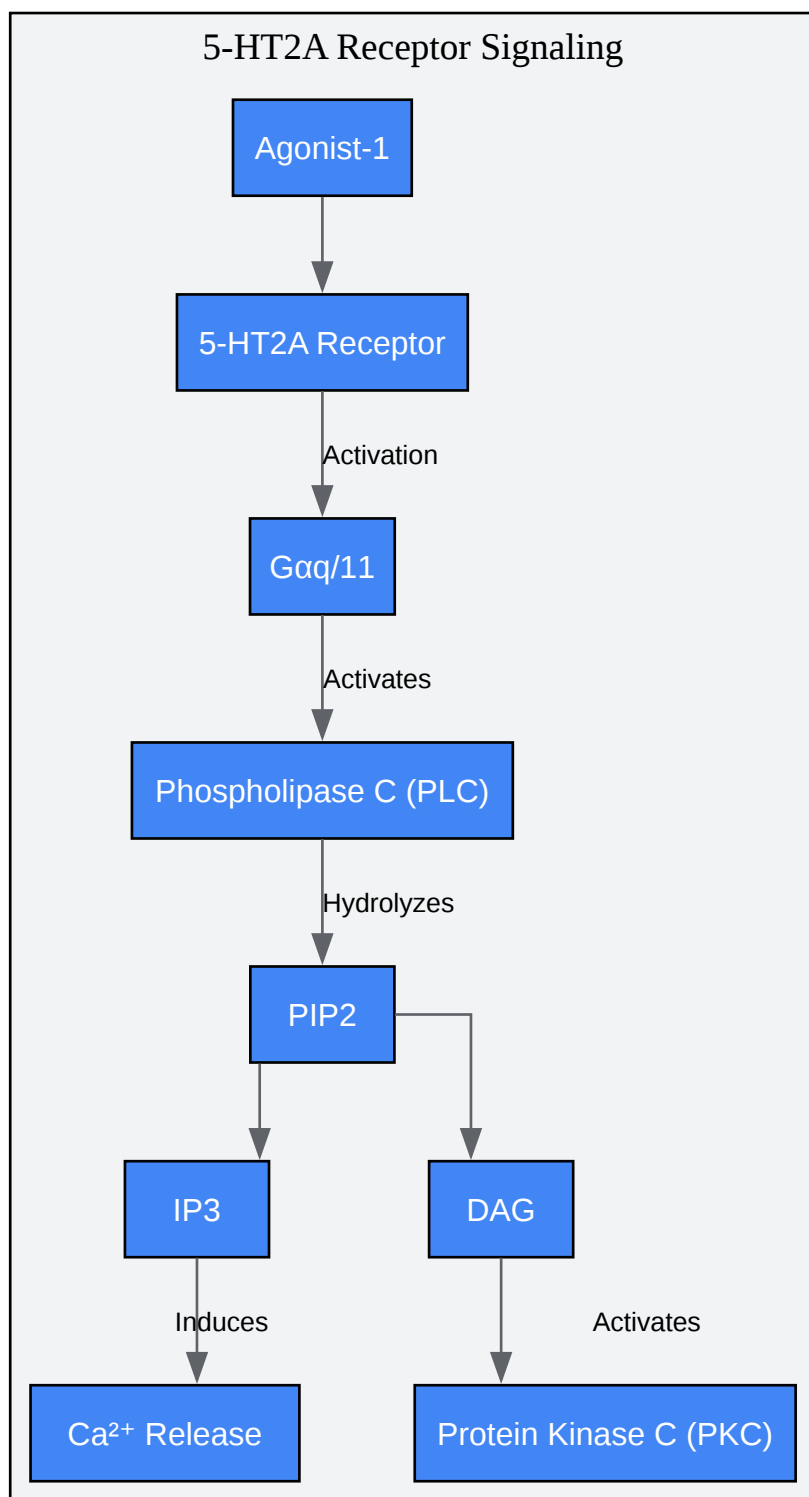 5-HT2A Receptor Signaling
Agonist-1
5-HT2A Receptor
Activation
Gαq/11
Activates
Phospholipase C (PLC)
Hydrolyzes
PIP2
IP3
DAG
Induces
Activates
Ca²⁺ Release
Protein Kinase C (PKC)